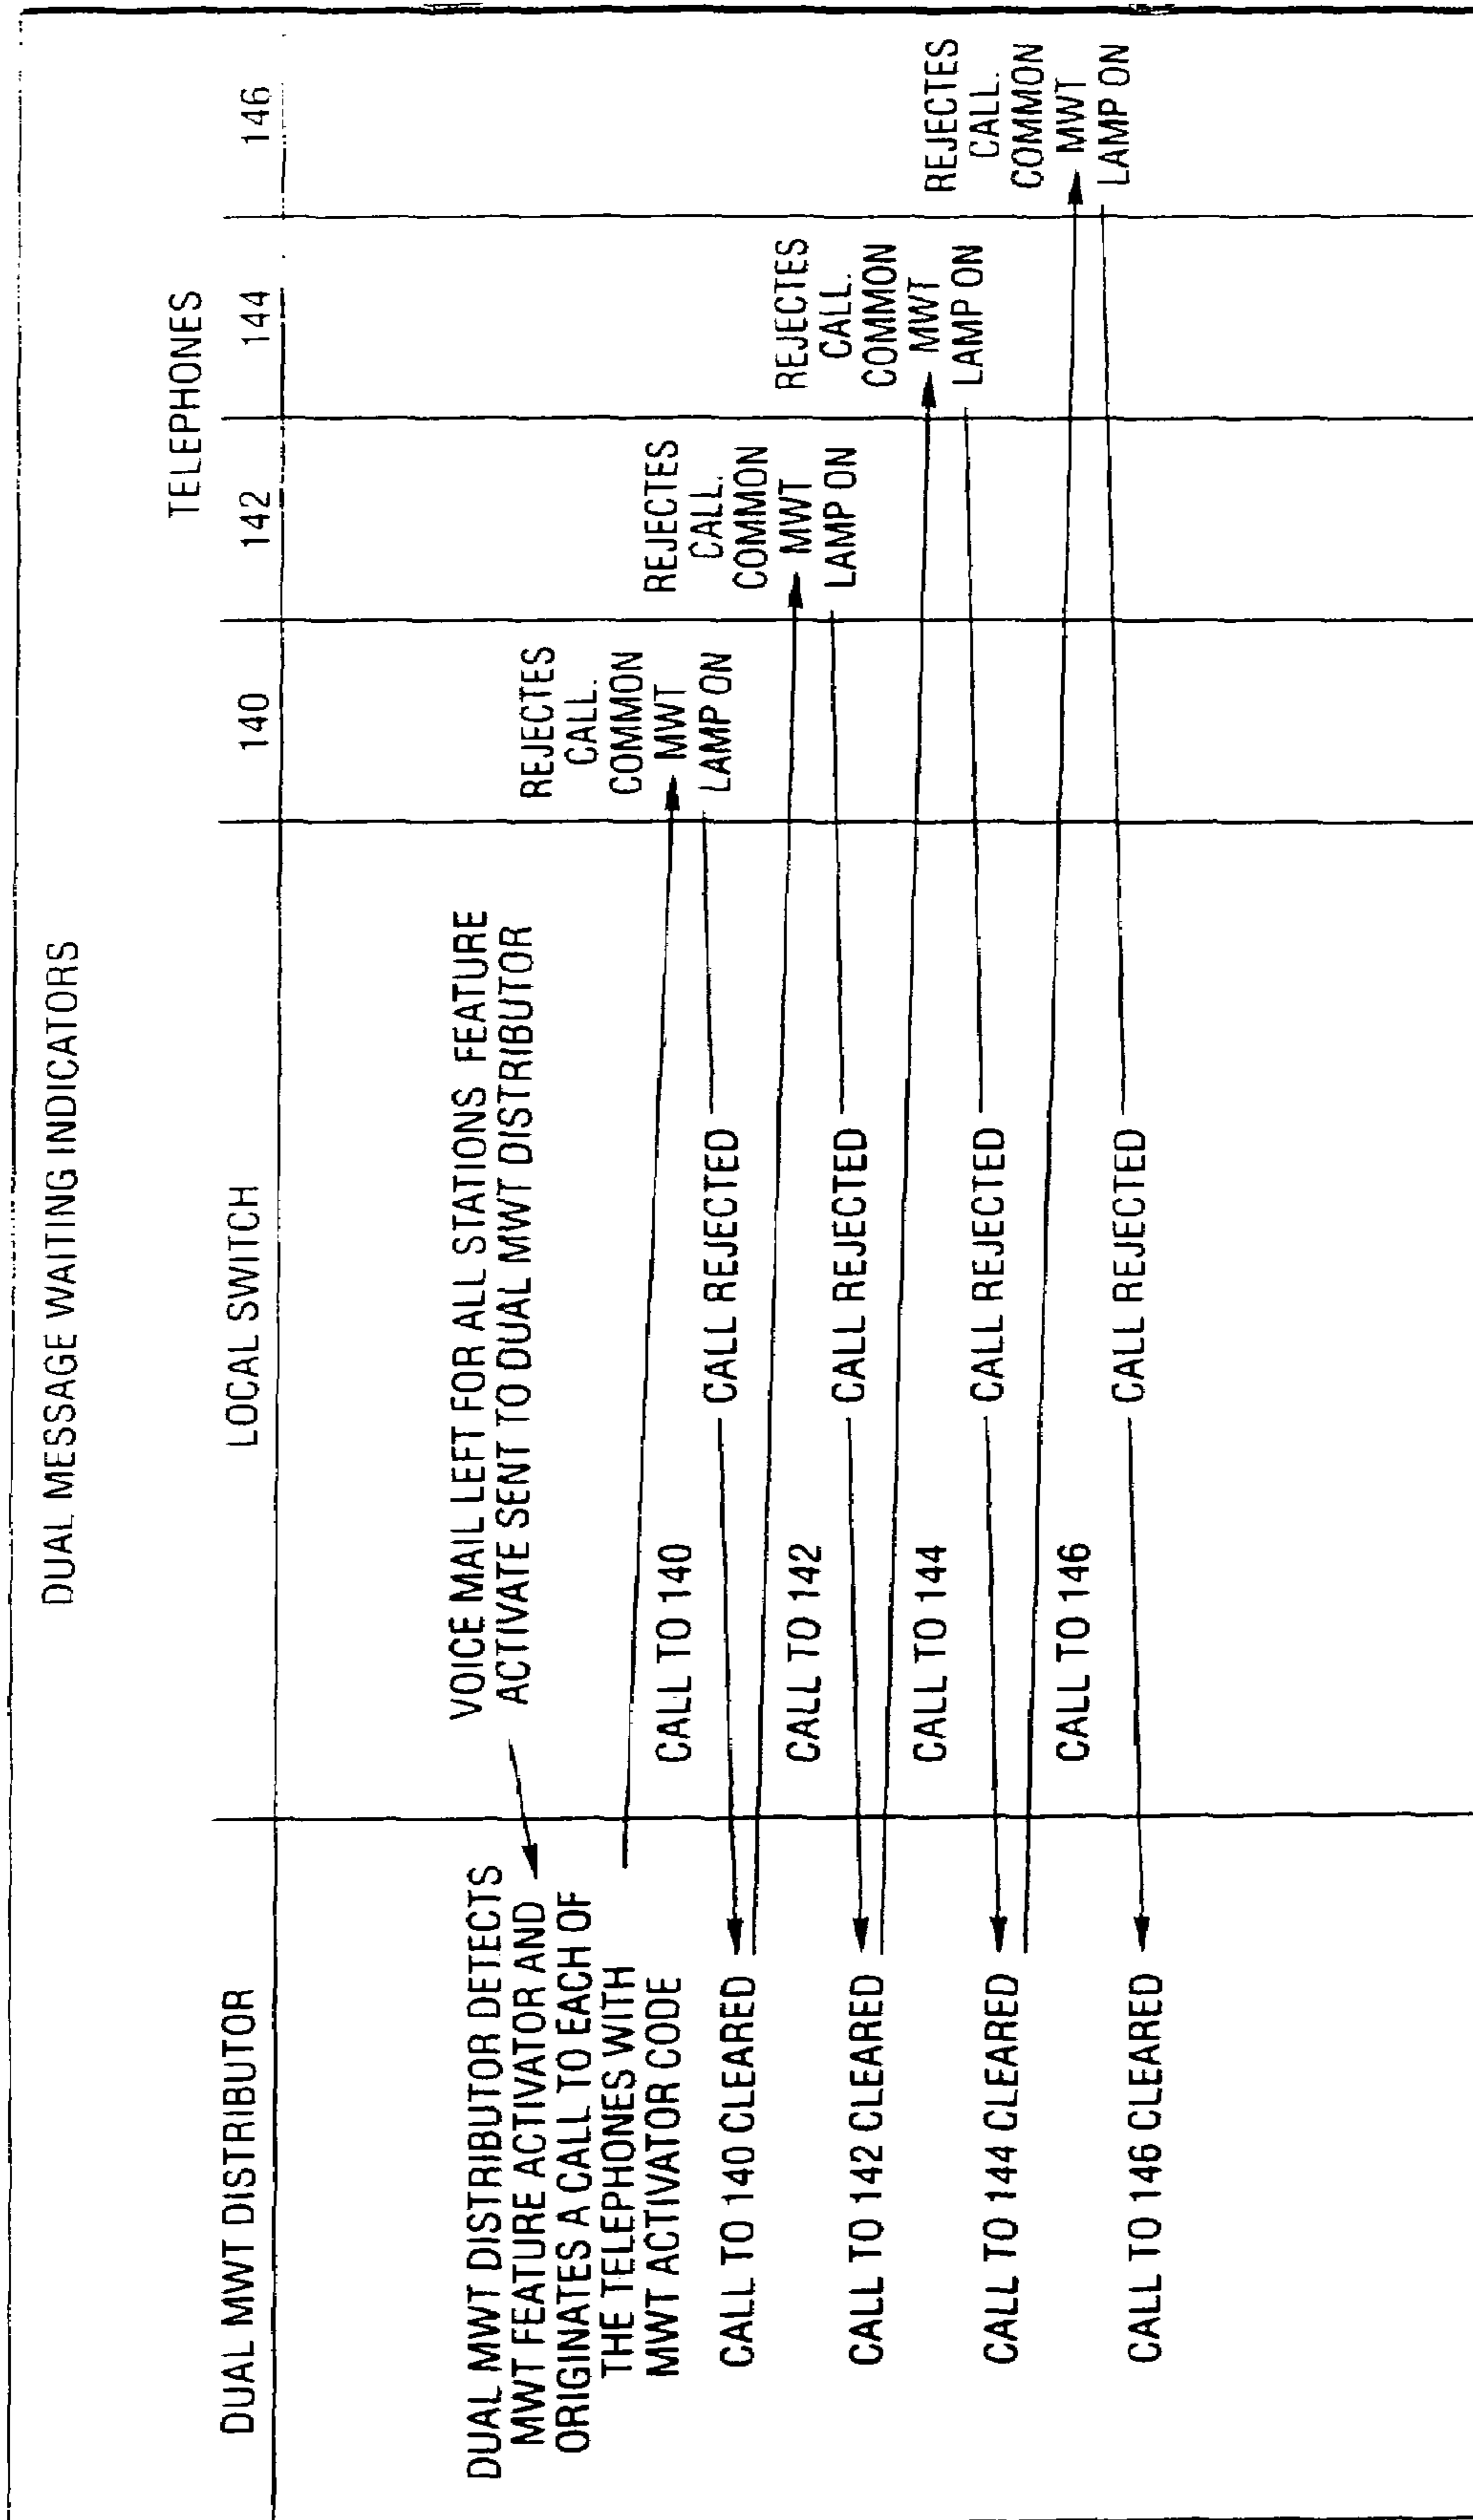 DUAL MESSAGE WAITING INDICATORS
DUAL MWT DISTRIBUTOR
LOCAL SWITCH
TELEPHONES
140
142
144
146
VOICE MAIL LEFT FOR ALL STATIONS FEATURE
ACTIVATE SENT TO DUAL MWT DISTRIBUTOR
DUAL MWT DISTRIBUTOR DETECTS
MWT FEATURE ACTIVATOR AND
ORIGINATES A CALL TO EACH OF
THE TELEPHONES WITH
MWT ACTIVATOR CODE
CALL TO 140
REJECTES
CALL.
COMMON
MWT
LAMP ON
CALL REJECTED
CALL TO 140 CLEARED
CALL TO 142
REJECTES
CALL.
COMMON
MWT
LAMP ON
CALL REJECTED
CALL TO 142 CLEARED
CALL TO 144
REJECTES
CALL.
COMMON
MWT
LAMP ON
CALL REJECTED
CALL TO 144 CLEARED
CALL TO 146
REJECTES
CALL.
COMMON
MWT
LAMP ON
CALL REJECTED
CALL TO 146 CLEARED